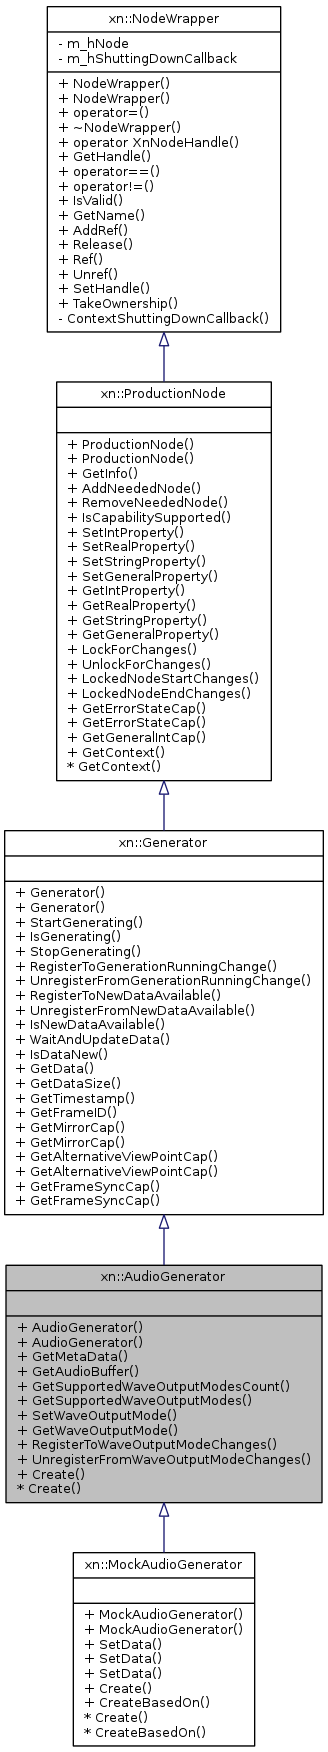 xn::NodeWrapper
- m_hNode
- m_hShuttingDownCallback
+ NodeWrapper()
+ NodeWrapper()
+ operator=()
+ ~NodeWrapper()
+ operator XnNodeHandle()
+ GetHandle()
+ operator==()
+ operator!=()
+ IsValid()
+ GetName()
+ AddRef()
+ Release()
+ Ref()
+ Unref()
+ SetHandle()
+ TakeOwnership()
- ContextShuttingDownCallback()
xn::ProductionNode
+ ProductionNode()
+ ProductionNode()
+ GetInfo()
+ AddNeededNode()
+ RemoveNeededNode()
+ IsCapabilitySupported()
+ SetIntProperty()
+ SetRealProperty()
+ SetStringProperty()
+ SetGeneralProperty()
+ GetIntProperty()
+ GetRealProperty()
+ GetStringProperty()
+ GetGeneralProperty()
+ LockForChanges()
+ UnlockForChanges()
+ LockedNodeStartChanges()
+ LockedNodeEndChanges()
+ GetErrorStateCap()
+ GetErrorStateCap()
+ GetGeneralIntCap()
+ GetContext()
* GetContext()
xn::Generator
+ Generator()
+ Generator()
+ StartGenerating()
+ IsGenerating()
+ StopGenerating()
+ RegisterToGenerationRunningChange()
+ UnregisterFromGenerationRunningChange()
+ RegisterToNewDataAvailable()
+ UnregisterFromNewDataAvailable()
+ IsNewDataAvailable()
+ WaitAndUpdateData()
+ IsDataNew()
+ GetData()
+ GetDataSize()
+ GetTimestamp()
+ GetFrameID()
+ GetMirrorCap()
+ GetMirrorCap()
+ GetAlternativeViewPointCap()
+ GetAlternativeViewPointCap()
+ GetFrameSyncCap()
+ GetFrameSyncCap()
xn::AudioGenerator
+ AudioGenerator()
+ AudioGenerator()
+ GetMetaData()
+ GetAudioBuffer()
+ GetSupportedWaveOutputModesCount()
+ GetSupportedWaveOutputModes()
+ SetWaveOutputMode()
+ GetWaveOutputMode()
+ RegisterToWaveOutputModeChanges()
+ UnregisterFromWaveOutputModeChanges()
+ Create()
* Create()
xn::MockAudioGenerator
+ MockAudioGenerator()
+ MockAudioGenerator()
+ SetData()
+ SetData()
+ SetData()
+ Create()
+ CreateBasedOn()
* Create()
* CreateBasedOn()